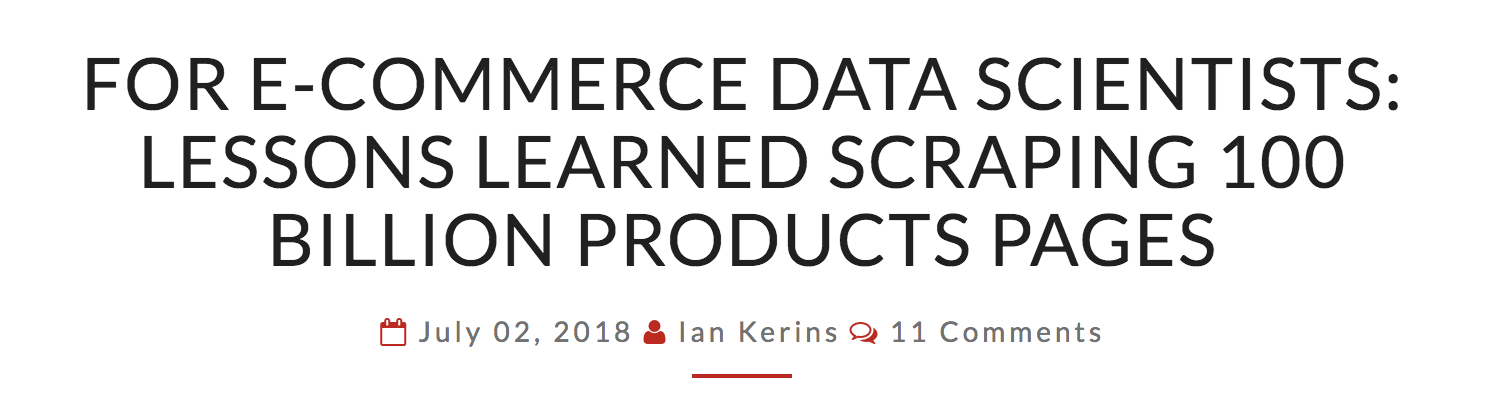 FOR E-COMMERCE DATA SCIENTISTS:
LESSONS LEARNED SCRAPING 100
BILLION PRODUCTS PAGES
July 02, 2018 Ian Kerins 11 Comments